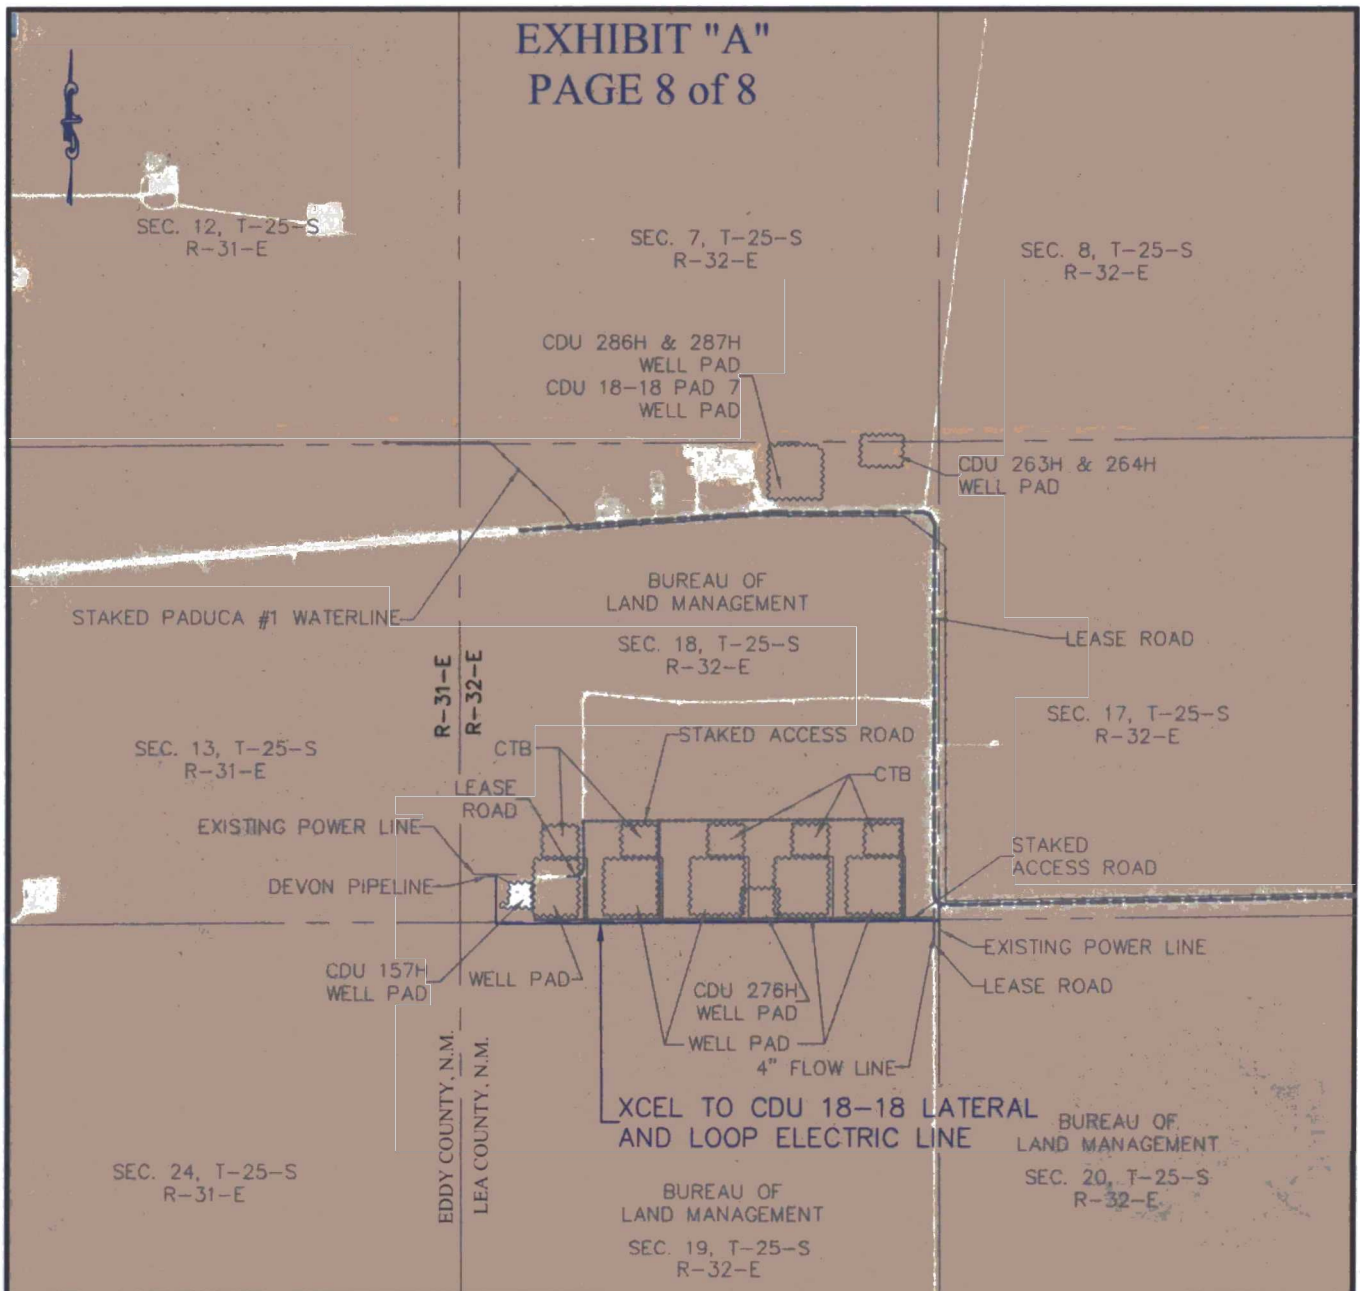 EXHIBIT "A"
PAGE 8 of 8
SEC. 12, T-25-S
R-31-E
SEC. 7, T-25-S
R-32-E
SEC. 8, T-25-S
R-32-E
CDU 286H & 287H
WELL PAD
CDU 18-18 PAD 7
WELL PAD
CDU 263H & 264H
WELL PAD
BUREAU OF
LAND MANAGEMENT
STAKED PADUCA #1 WATERLINE
SEC. 18, T-25-S
R-32-E
LEASE ROAD
R-31-E
R-32-E
SEC. 17, T-25-S
R-32-E
SEC. 13, T-25-S
R-31-E
CTB
STAKED ACCESS ROAD
CTB
LEASE
ROAD
EXISTING POWER LINE
STAKED
ACCESS ROAD
DEVON PIPELINE
EXISTING POWER LINE
CDU 157H
WELL PAD
WELL PAD
CDU 276H
WELL PAD
LEASE ROAD
WELL PAD
4" FLOW LINE
EDDY COUNTY, N.M.
LEA COUNTY, N.M.
XCEL TO CDU 18-18 LATERAL
AND LOOP ELECTRIC LINE
BUREAU OF
LAND MANAGEMENT
SEC. 20, T-25-S
R-32-E
SEC. 24, T-25-S
R-31-E
BUREAU OF
LAND MANAGEMENT
SEC. 19, T-25-S
R-32-E